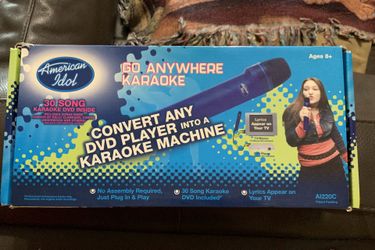 American
Idol
GO ANYWHERE
KARAOKE
Ages 8+
30 SONG
KARAOKE DVD INSIDE
CONVERT ANY
DVD PLAYER INTO A
KARAOKE MACHINE
Lyrics
Appear on
Your TV
No Assembly Required,
Just Plug In & Play
30 Song Karaoke
DVD Included*
Lyrics Appear
on Your TV
AI220C